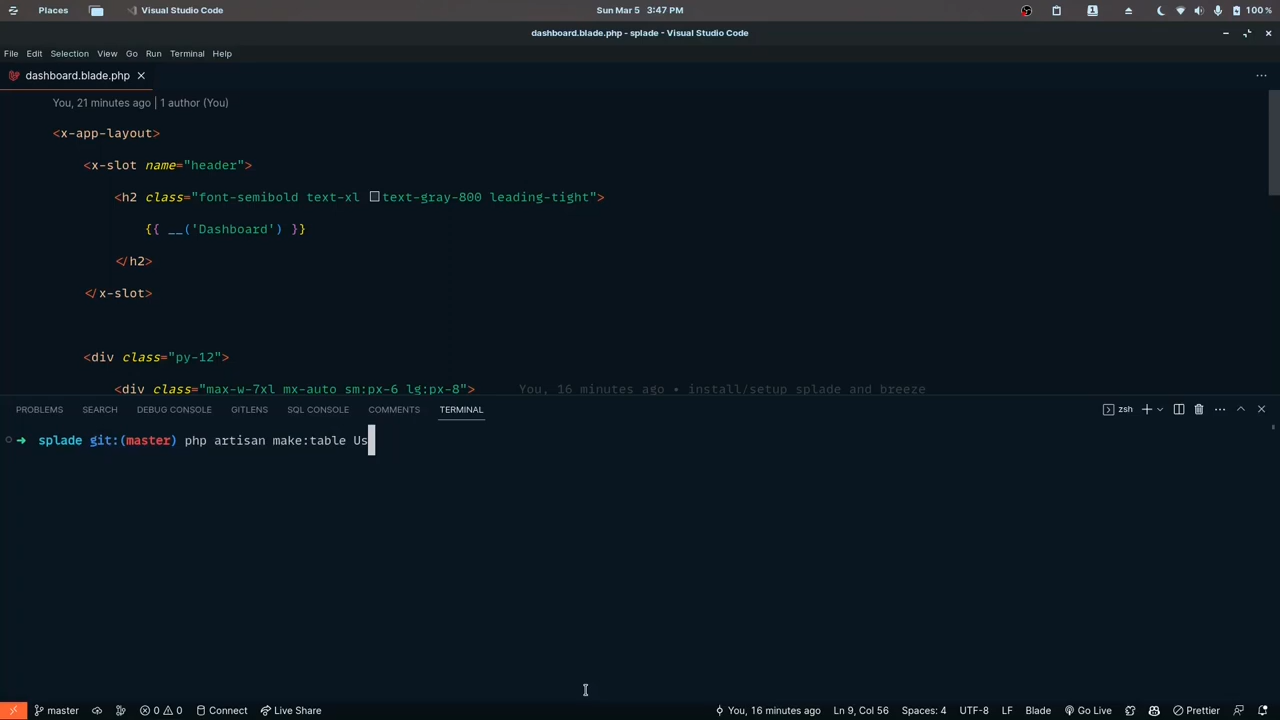 Places Visual Studio Code Sun Mar 5 3:47 PM 100 %
dashboard.blade.php - splade - Visual Studio Code
File Edit Selection View Go Run Terminal Help
dashboard.blade.php
You, 21 minutes ago | 1 author (You)
<x-app-layout>
<x-slot name="header">
<h2 class="font-semibold text-xl text-gray-800 leading-tight">
{{ __('Dashboard') }}
</h2>
</x-slot>
<div class="py-12">
<div class="max-w-7xl mx-auto sm:px-6 lg:px-8"> You, 16 minutes ago • install/setup splade and breeze
PROBLEMS SEARCH DEBUG CONSOLE GITLENS SQL CONSOLE COMMENTS TERMINAL zsh
splade git:(master) php artisan make:table Us
master 0 0 Connect Live Share You, 16 minutes ago Ln 9, Col 56 Spaces: 4 UTF-8 LF Blade Go Live Prettier